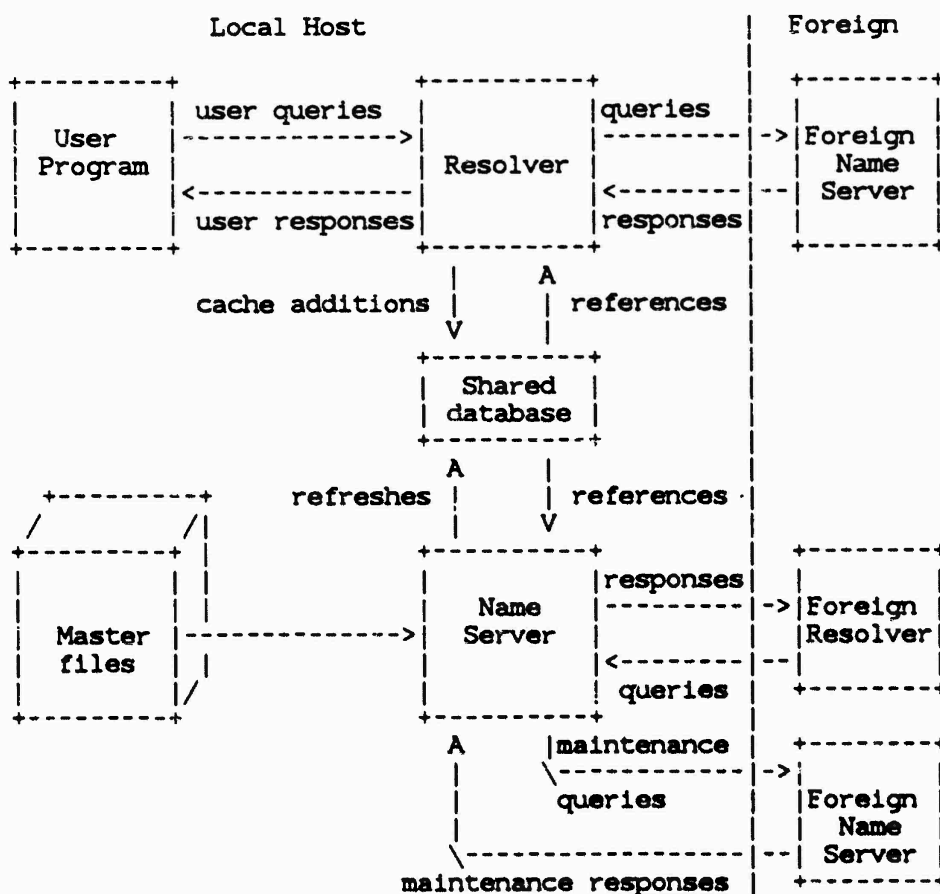 Local Host Foreign
user queries queries
User Program
Resolver
Foreign Name Server
user responses responses
cache additions references
Shared database
refreshes references
Master files
Name Server
responses
Foreign Resolver
queries
maintenance queries
Foreign Name Server
maintenance responses